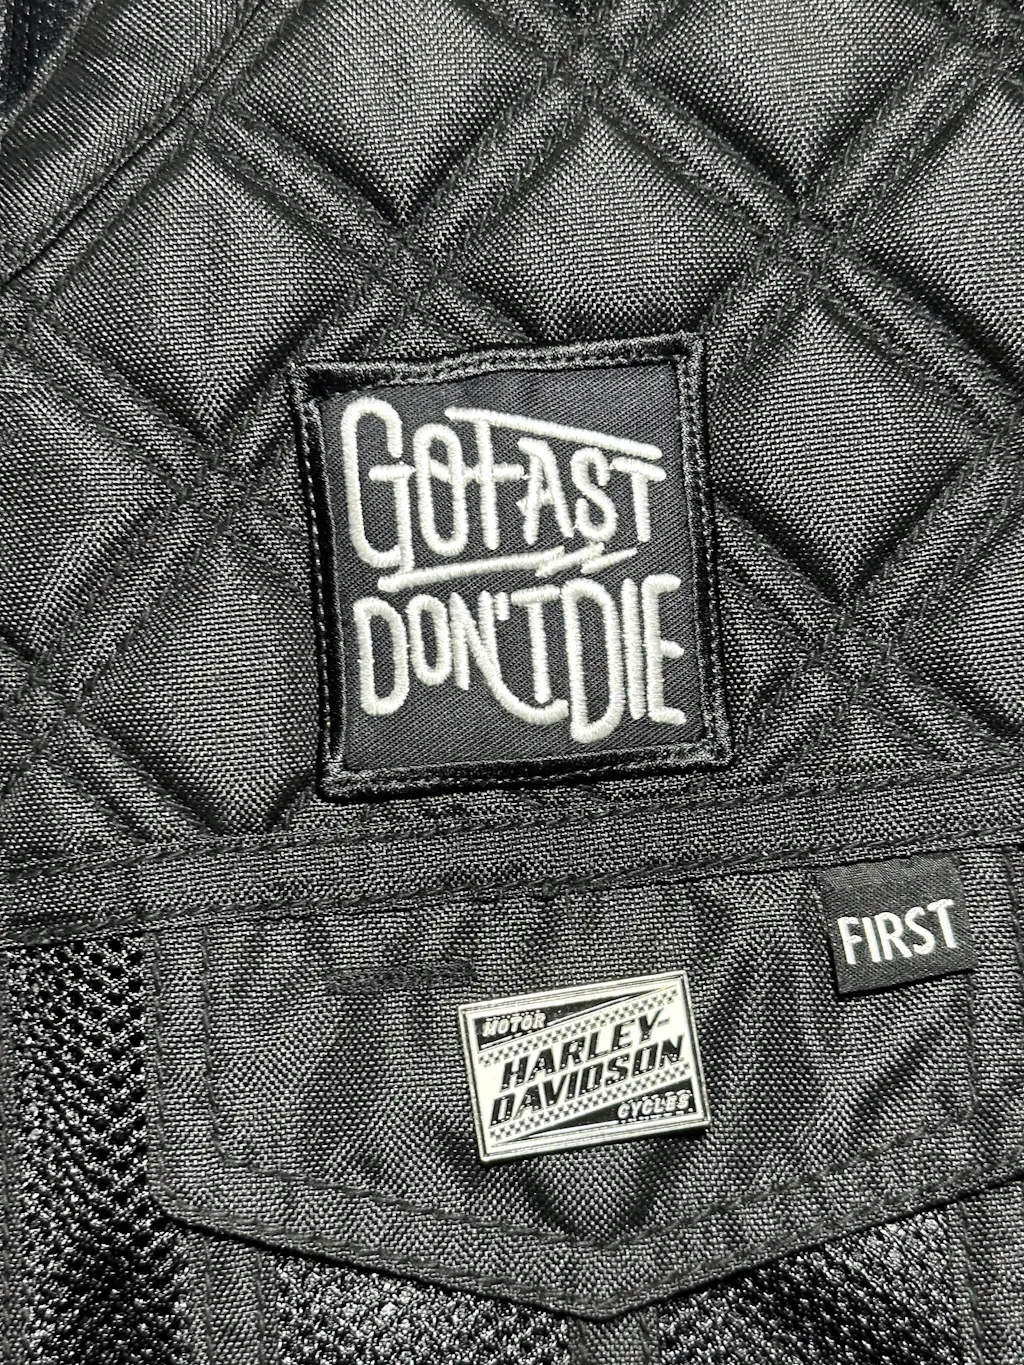 GO FAST
DON'T DIE
FIRST
MOTOR
HARLEY-
DAVIDSON
CYCLES